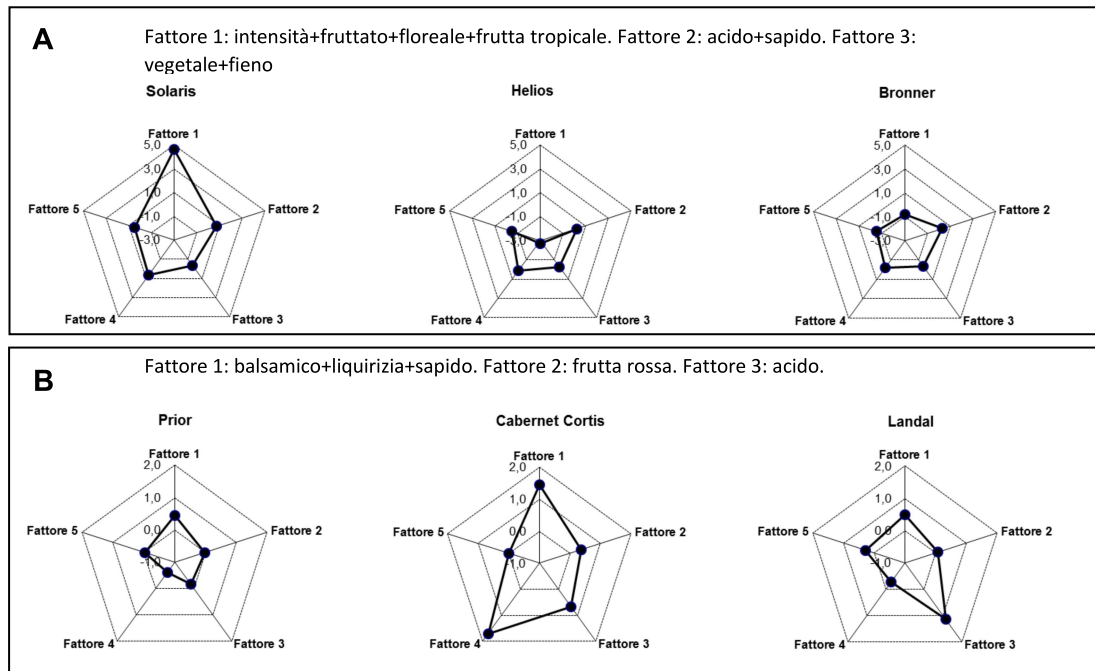 A
Fattore 1: intensità+fruttato+floreale+frutta tropicale. Fattore 2: acido+sapido. Fattore 3:
vegetale+fieno
Solaris
Fattore 1
5,0
3,0
1,0
-1,0
-3,0
Fattore 2
Fattore 3
Fattore 4
Fattore 5
Helios
Fattore 1
5,0
3,0
1,0
-1,0
-3,0
Fattore 2
Fattore 3
Fattore 4
Fattore 5
Bronner
Fattore 1
5,0
3,0
1,0
-1,0
-3,0
Fattore 2
Fattore 3
Fattore 4
Fattore 5
B
Fattore 1: balsamico+liquirizia+sapido. Fattore 2: frutta rossa. Fattore 3: acido.
Prior
Fattore 1
2,0
1,0
0,0
-1,0
Fattore 2
Fattore 3
Fattore 4
Fattore 5
Cabernet Cortis
Fattore 1
2,0
1,0
0,0
-1,0
Fattore 2
Fattore 3
Fattore 4
Fattore 5
Landal
Fattore 1
2,0
1,0
0,0
-1,0
Fattore 2
Fattore 3
Fattore 4
Fattore 5